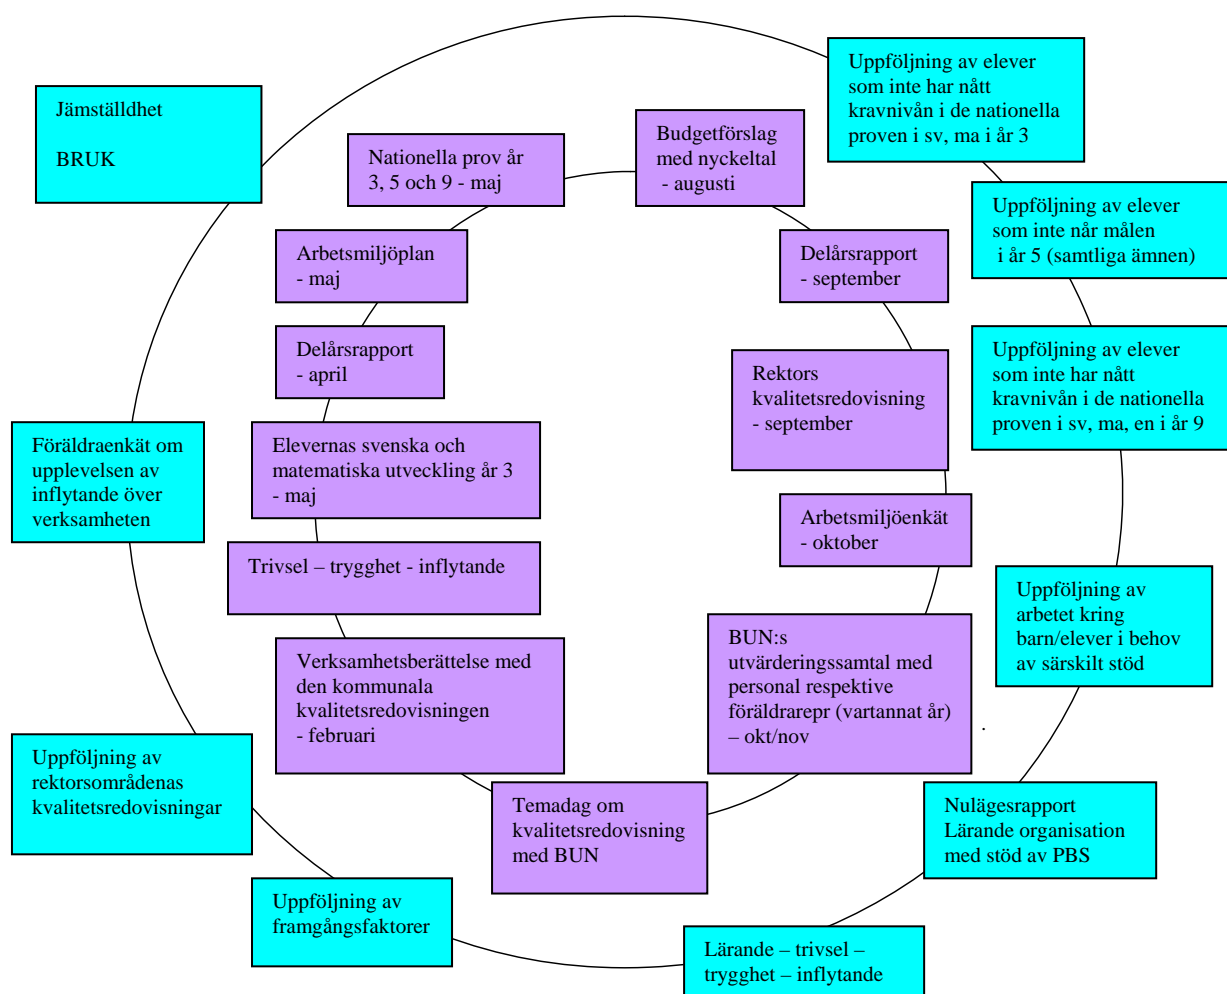 Jämställdhet
BRUK
Nationella prov år
3, 5 och 9 - maj
Budgetförslag
med nyckeltal
- augusti
Uppföljning av elever
som inte har nått
kravnivån i de nationella
proven i sv, ma i år 3
Arbetsmiljöplan
- maj
Delårsrapport
- september
Uppföljning av elever
som inte når målen
i år 5 (samtliga ämnen)
Delårsrapport
- april
Rektors
kvalitetsredovisning
- september
Uppföljning av elever
som inte har nått
kravnivån i de nationella
proven i sv, ma, en i år 9
Föräldraenkät om
upplevelsen av
inflytande över
verksamheten
Elevernas svenska och
matematiska utveckling år 3
- maj
Arbetsmiljöenkät
- oktober
Trivsel – trygghet - inflytande
Uppföljning av
arbetet kring
barn/elever i behov
av särskilt stöd
Verksamhetsberättelse med
den kommunala
kvalitetsredovisningen
- februari
BUN:s
utvärderingssamtal med
personal respektive
föräldrarepr (vartannat år)
– okt/nov
.
Uppföljning av
rektorsområdenas
kvalitetsredovisningar
Temadag om
kvalitetsredovisning
med BUN
Nulägesrapport
Lärande organisation
med stöd av PBS
Uppföljning av
framgångsfaktorer
Lärande – trivsel –
trygghet – inflytande